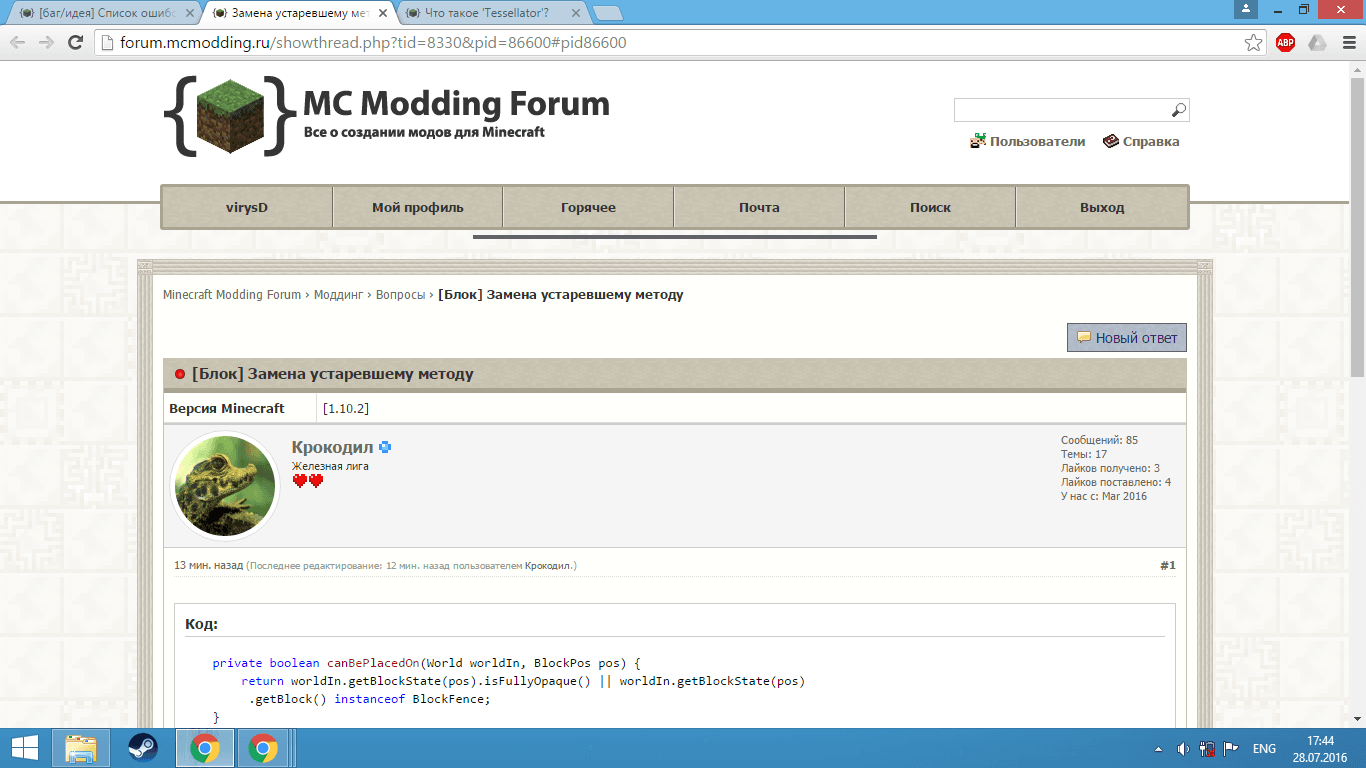 [баг/идея] Список ошибо
Замена устаревшему мет
Что такое 'Tessellator'?
forum.mcmodding.ru/showthread.php?tid=8330&pid=86600#pid86600
ABP
MC Modding Forum
Все о создании модов для Minecraft
Пользователи
Справка
virysD
Мой профиль
Горячее
Почта
Поиск
Выход
Minecraft Modding Forum › Моддинг › Вопросы › [Блок] Замена устаревшему методу
Новый ответ
[Блок] Замена устаревшему методу
Версия Minecraft [1.10.2]
Крокодил
Железная лига
Сообщений: 85
Темы: 17
Лайков получено: 3
Лайков поставлено: 4
У нас с: Mar 2016
13 мин. назад (Последнее редактирование: 12 мин. назад пользователем Крокодил.)
#1
Код:
private boolean canBePlacedOn(World worldIn, BlockPos pos) {
return worldIn.getBlockState(pos).isFullyOpaque() || worldIn.getBlockState(pos)
.getBlock() instanceof BlockFence;
}
ENG
17:44
28.07.2016